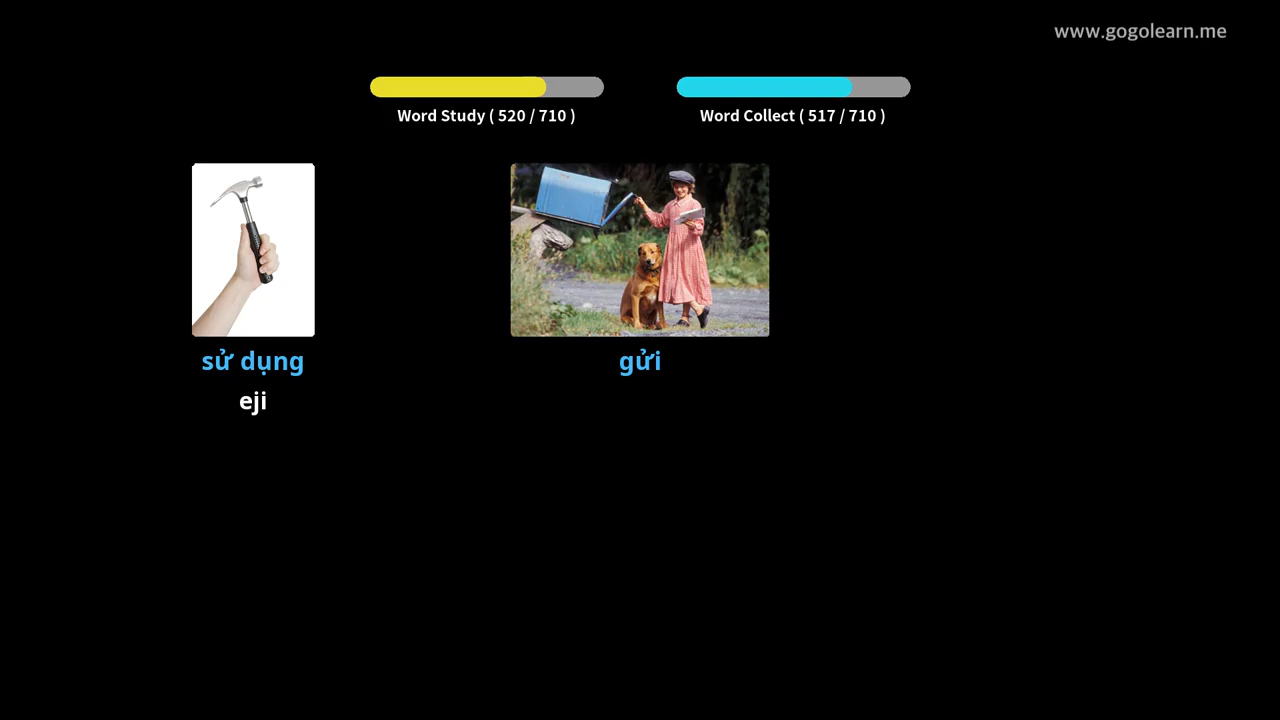 www.gogolearn.me
Word Study ( 520 / 710 )
Word Collect ( 517 / 710 )
sử dụng
gửi
eji